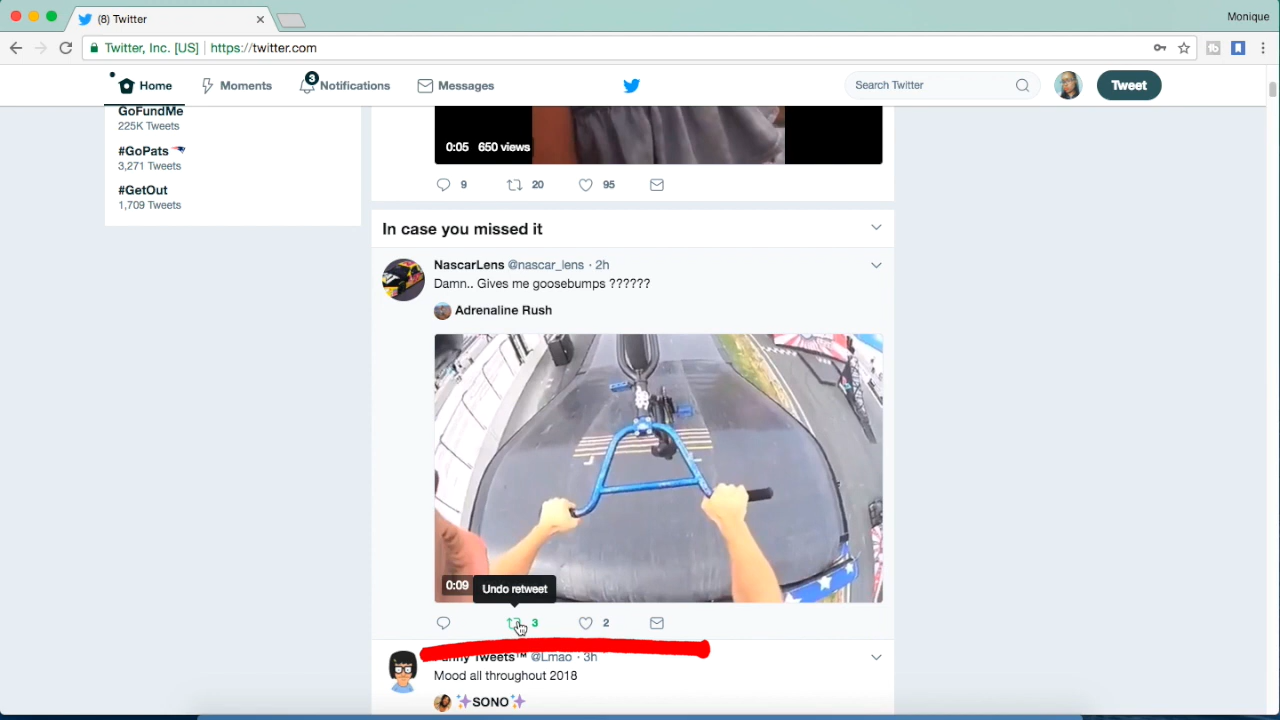 (8) Twitter
Monique
Twitter, Inc. [US] https://twitter.com
Home
Moments
3
Notifications
Messages
Search Twitter
Tweet
GoFundMe
225K Tweets
#GoPats
3,271 Tweets
#GetOut
1,709 Tweets
0:05 650 views
9 20 95
In case you missed it
NascarLens @nascar_lens · 2h
Damn.. Gives me goosebumps ??????
Adrenaline Rush
0:09
Undo retweet
3 2
Tweets™ @Lmao · 3h
Mood all throughout 2018
✨SONO✨